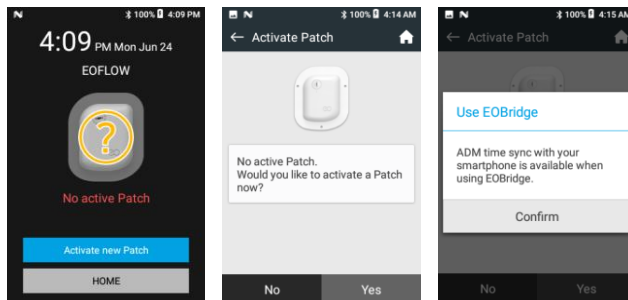 100% 4:09 PM
4:09 PM Mon Jun 24
EOFLOW
?
No active Patch
Activate new Patch
HOME
100% 4:14 AM
← Activate Patch
No active Patch.
Would you like to activate a Patch
now?
No Yes
100% 4:15 AM
← Activate Patch
Use EOBridge
ADM time sync with your
smartphone is available when
using EOBridge.
Confirm
No Yes